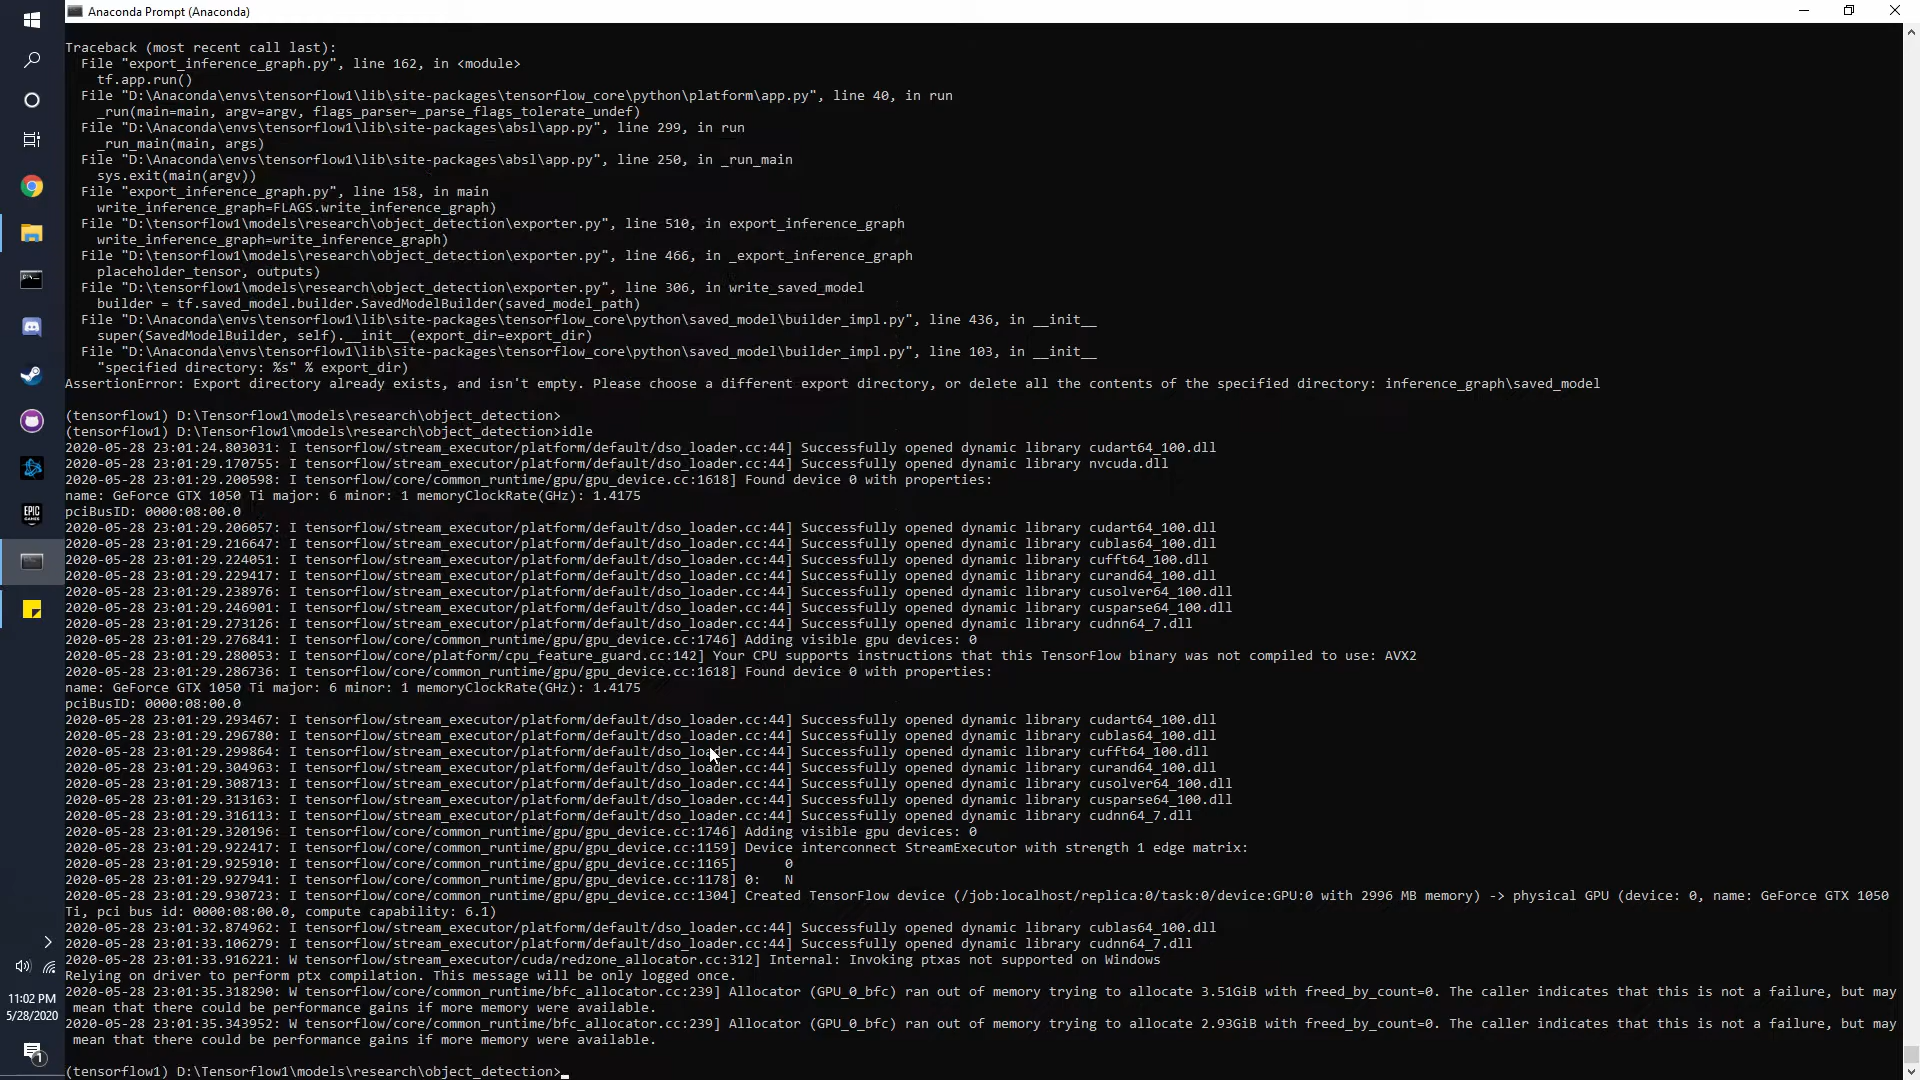 Anaconda Prompt (Anaconda)
Traceback (most recent call last):
File "export_inference_graph.py", line 162, in <module>
tf.app.run()
File "D:\Anaconda\envs\tensorflow1\lib\site-packages\tensorflow_core\python\platform\app.py", line 40, in run
_run(main=main, argv=argv, flags_parser=_parse_flags_tolerate_undef)
File "D:\Anaconda\envs\tensorflow1\lib\site-packages\absl\app.py", line 299, in run
_run_main(main, args)
File "D:\Anaconda\envs\tensorflow1\lib\site-packages\absl\app.py", line 250, in _run_main
sys.exit(main(argv))
File "export_inference_graph.py", line 158, in main
write_inference_graph=FLAGS.write_inference_graph)
File "D:\tensorflow1\models\research\object_detection\exporter.py", line 510, in export_inference_graph
write_inference_graph=write_inference_graph)
File "D:\tensorflow1\models\research\object_detection\exporter.py", line 466, in _export_inference_graph
placeholder_tensor, outputs)
File "D:\tensorflow1\models\research\object_detection\exporter.py", line 306, in write_saved_model
builder = tf.saved_model.builder.SavedModelBuilder(saved_model_path)
File "D:\Anaconda\envs\tensorflow1\lib\site-packages\tensorflow_core\python\saved_model\builder_impl.py", line 436, in __init__
super(SavedModelBuilder, self).__init__(export_dir=export_dir)
File "D:\Anaconda\envs\tensorflow1\lib\site-packages\tensorflow_core\python\saved_model\builder_impl.py", line 103, in __init__
"specified directory: %s" % export_dir)
AssertionError: Export directory already exists, and isn't empty. Please choose a different export directory, or delete all the contents of the specified directory: inference_graph\saved_model
(tensorflow1) D:\Tensorflow1\models\research\object_detection>
(tensorflow1) D:\Tensorflow1\models\research\object_detection>idle
2020-05-28 23:01:24.803031: I tensorflow/stream_executor/platform/default/dso_loader.cc:44] Successfully opened dynamic library cudart64_100.dll
2020-05-28 23:01:29.170755: I tensorflow/stream_executor/platform/default/dso_loader.cc:44] Successfully opened dynamic library nvcuda.dll
2020-05-28 23:01:29.200598: I tensorflow/core/common_runtime/gpu/gpu_device.cc:1618] Found device 0 with properties:
name: GeForce GTX 1050 Ti major: 6 minor: 1 memoryClockRate(GHz): 1.4175
pciBusID: 0000:08:00.0
2020-05-28 23:01:29.206057: I tensorflow/stream_executor/platform/default/dso_loader.cc:44] Successfully opened dynamic library cudart64_100.dll
2020-05-28 23:01:29.216647: I tensorflow/stream_executor/platform/default/dso_loader.cc:44] Successfully opened dynamic library cublas64_100.dll
2020-05-28 23:01:29.224051: I tensorflow/stream_executor/platform/default/dso_loader.cc:44] Successfully opened dynamic library cufft64_100.dll
2020-05-28 23:01:29.229417: I tensorflow/stream_executor/platform/default/dso_loader.cc:44] Successfully opened dynamic library curand64_100.dll
2020-05-28 23:01:29.238976: I tensorflow/stream_executor/platform/default/dso_loader.cc:44] Successfully opened dynamic library cusolver64_100.dll
2020-05-28 23:01:29.246901: I tensorflow/stream_executor/platform/default/dso_loader.cc:44] Successfully opened dynamic library cusparse64_100.dll
2020-05-28 23:01:29.273126: I tensorflow/stream_executor/platform/default/dso_loader.cc:44] Successfully opened dynamic library cudnn64_7.dll
2020-05-28 23:01:29.276841: I tensorflow/core/common_runtime/gpu/gpu_device.cc:1746] Adding visible gpu devices: 0
2020-05-28 23:01:29.280053: I tensorflow/core/platform/cpu_feature_guard.cc:142] Your CPU supports instructions that this TensorFlow binary was not compiled to use: AVX2
2020-05-28 23:01:29.286736: I tensorflow/core/common_runtime/gpu/gpu_device.cc:1618] Found device 0 with properties:
name: GeForce GTX 1050 Ti major: 6 minor: 1 memoryClockRate(GHz): 1.4175
pciBusID: 0000:08:00.0
2020-05-28 23:01:29.293467: I tensorflow/stream_executor/platform/default/dso_loader.cc:44] Successfully opened dynamic library cudart64_100.dll
2020-05-28 23:01:29.296780: I tensorflow/stream_executor/platform/default/dso_loader.cc:44] Successfully opened dynamic library cublas64_100.dll
2020-05-28 23:01:29.299864: I tensorflow/stream_executor/platform/default/dso_loader.cc:44] Successfully opened dynamic library cufft64_100.dll
2020-05-28 23:01:29.304963: I tensorflow/stream_executor/platform/default/dso_loader.cc:44] Successfully opened dynamic library curand64_100.dll
2020-05-28 23:01:29.308713: I tensorflow/stream_executor/platform/default/dso_loader.cc:44] Successfully opened dynamic library cusolver64_100.dll
2020-05-28 23:01:29.313163: I tensorflow/stream_executor/platform/default/dso_loader.cc:44] Successfully opened dynamic library cusparse64_100.dll
2020-05-28 23:01:29.316113: I tensorflow/stream_executor/platform/default/dso_loader.cc:44] Successfully opened dynamic library cudnn64_7.dll
2020-05-28 23:01:29.320196: I tensorflow/core/common_runtime/gpu/gpu_device.cc:1746] Adding visible gpu devices: 0
2020-05-28 23:01:29.922417: I tensorflow/core/common_runtime/gpu/gpu_device.cc:1159] Device interconnect StreamExecutor with strength 1 edge matrix:
2020-05-28 23:01:29.925910: I tensorflow/core/common_runtime/gpu/gpu_device.cc:1165]      0
2020-05-28 23:01:29.927941: I tensorflow/core/common_runtime/gpu/gpu_device.cc:1178] 0:   N
2020-05-28 23:01:29.930723: I tensorflow/core/common_runtime/gpu/gpu_device.cc:1304] Created TensorFlow device (/job:localhost/replica:0/task:0/device:GPU:0 with 2996 MB memory) -> physical GPU (device: 0, name: GeForce GTX 1050
Ti, pci bus id: 0000:08:00.0, compute capability: 6.1)
2020-05-28 23:01:32.874962: I tensorflow/stream_executor/platform/default/dso_loader.cc:44] Successfully opened dynamic library cublas64_100.dll
2020-05-28 23:01:33.106279: I tensorflow/stream_executor/platform/default/dso_loader.cc:44] Successfully opened dynamic library cudnn64_7.dll
2020-05-28 23:01:33.916221: W tensorflow/stream_executor/cuda/redzone_allocator.cc:312] Internal: Invoking ptxas not supported on Windows
Relying on driver to perform ptx compilation. This message will be only logged once.
2020-05-28 23:01:35.318290: W tensorflow/core/common_runtime/bfc_allocator.cc:239] Allocator (GPU_0_bfc) ran out of memory trying to allocate 3.51GiB with freed_by_count=0. The caller indicates that this is not a failure, but may
mean that there could be performance gains if more memory were available.
2020-05-28 23:01:35.343952: W tensorflow/core/common_runtime/bfc_allocator.cc:239] Allocator (GPU_0_bfc) ran out of memory trying to allocate 2.93GiB with freed_by_count=0. The caller indicates that this is not a failure, but may
mean that there could be performance gains if more memory were available.
(tensorflow1) D:\Tensorflow1\models\research\object_detection>
EPIC
GAMES
11:02 PM
5/28/2020
1